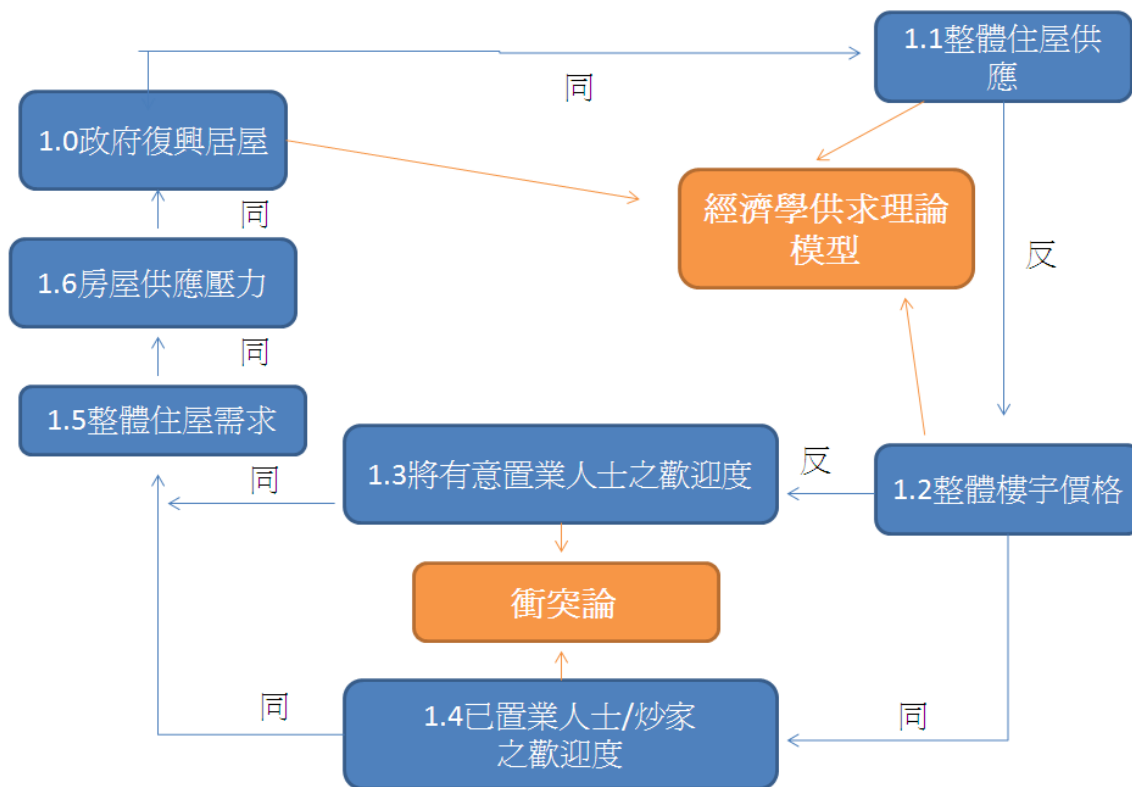 1.1整體住屋供
應
同
1.0政府復興居屋
經濟學供求理論
模型
反
同
1.6房屋供應壓力
同
1.5整體住屋需求
1.3將有意置業人士之歡迎度
反
1.2整體樓宇價格
同
衝突論
1.4已置業人士/炒家
之歡迎度
同
同